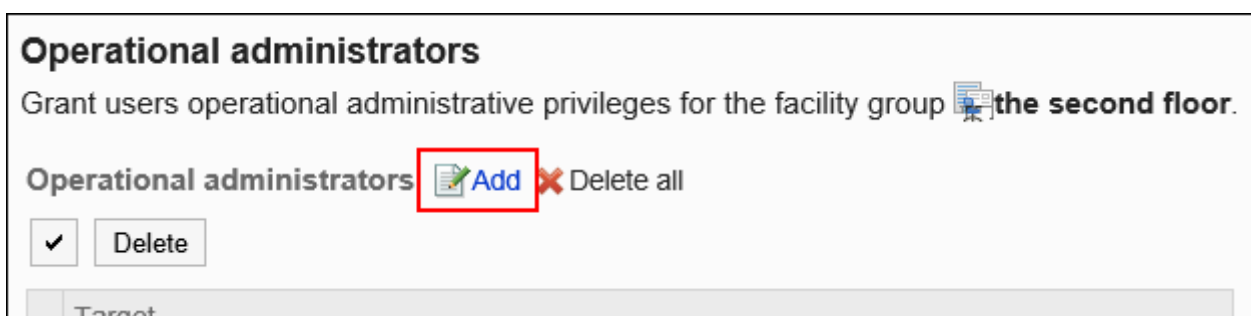 Operational administrators
Grant users operational administrative privileges for the facility group the second floor.
Operational administrators Add Delete all
Delete
Target